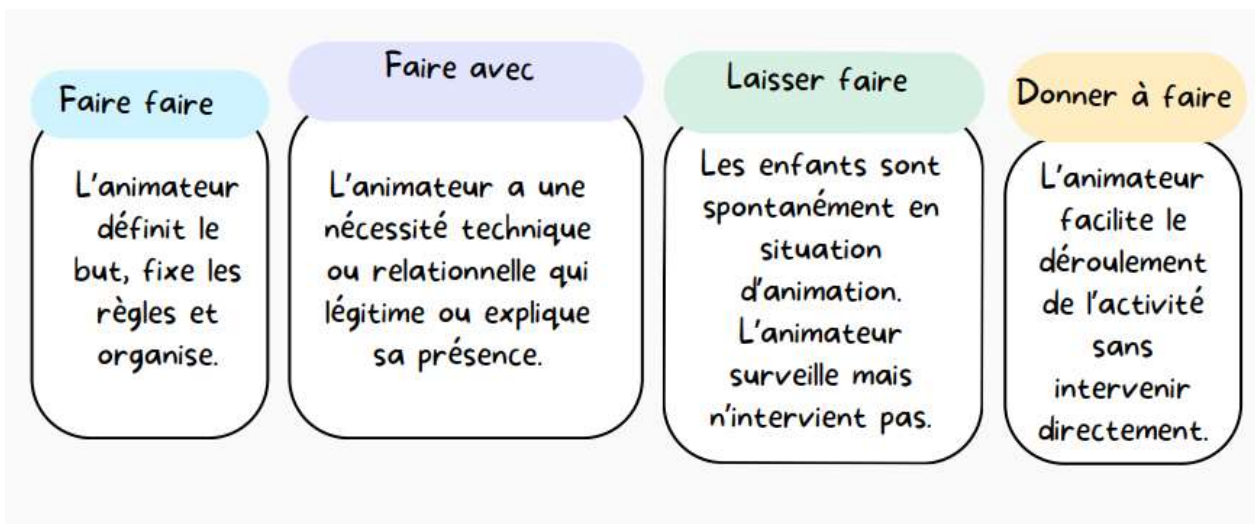 Faire faire
L'animateur
définit le
but, fixe les
règles et
organise.
Faire avec
L'animateur a une
nécessité technique
ou relationnelle qui
légitime ou explique
sa présence.
Laisser faire
Les enfants sont
spontanément en
situation
d'animation.
L'animateur
surveille mais
n'intervient pas.
Donner à faire
L'animateur
facilite le
déroulement
de l'activité
sans
intervenir
directement.